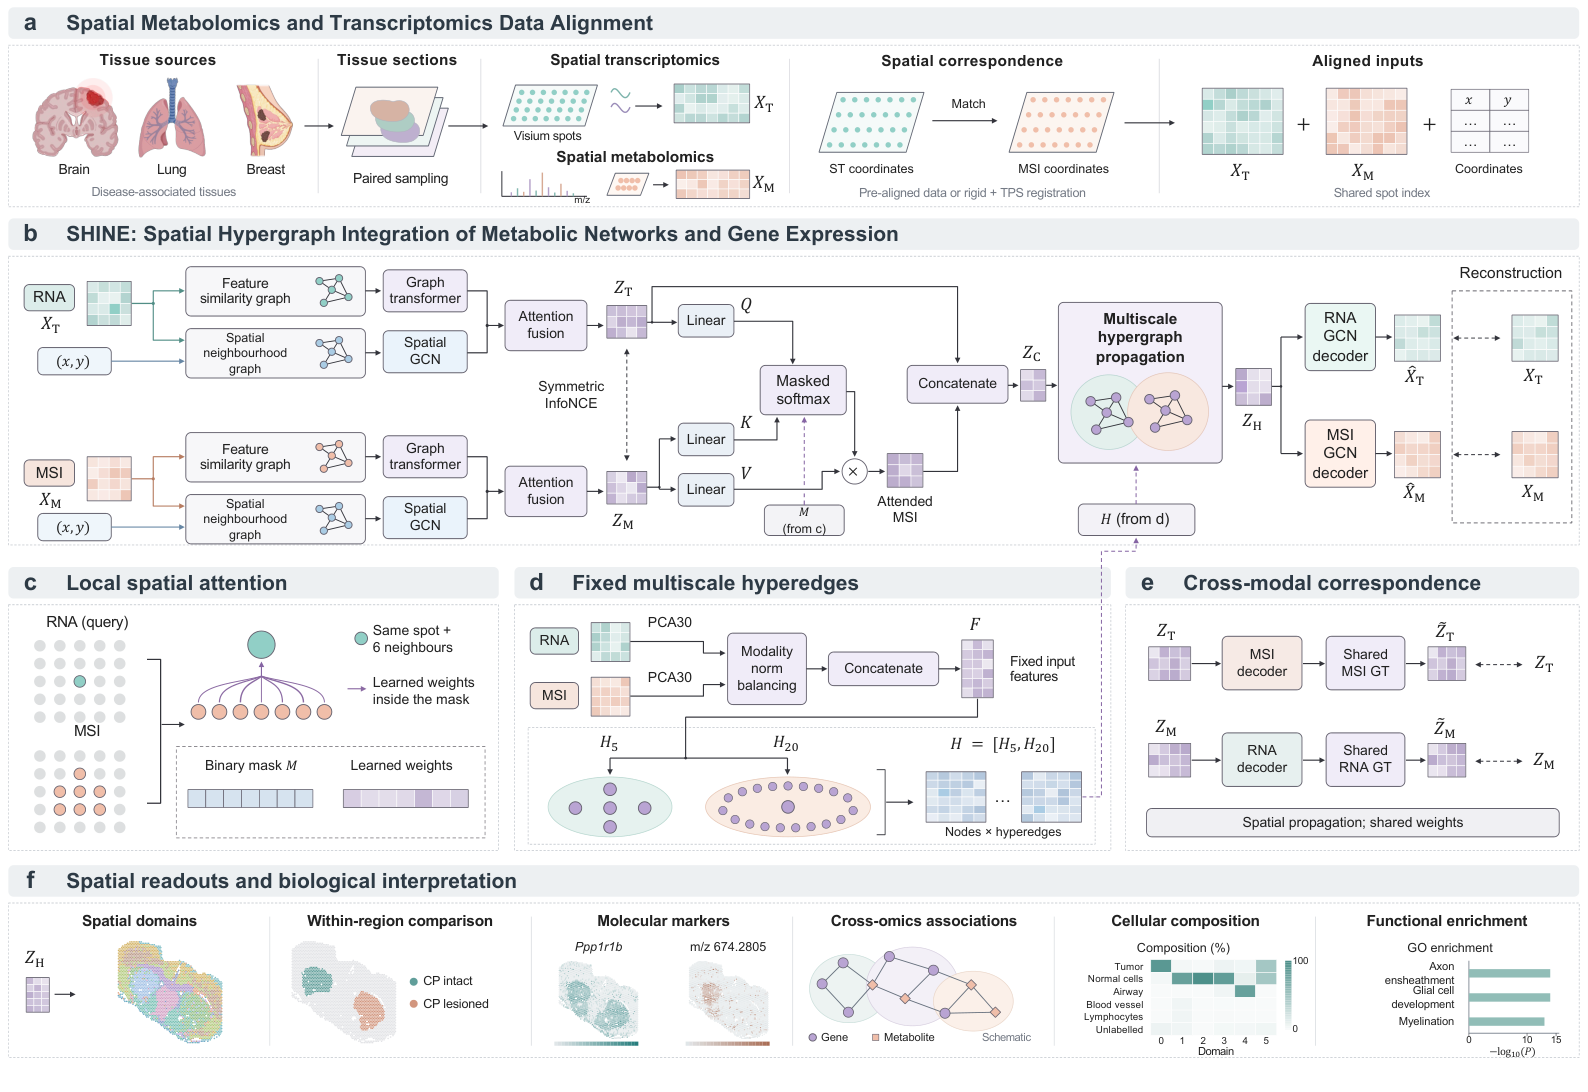 a Spatial Metabolomics and Transcriptomics Data Alignment
Tissue sources
Brain
Lung
Breast
Disease-associated tissues
Tissue sections
Paired sampling
Spatial transcriptomics
Visium spots
X_T
Spatial metabolomics
m/z
X_M
Spatial correspondence
Match
ST coordinates
MSI coordinates
Pre-aligned data or rigid + TPS registration
Aligned inputs
+
+
x y
... ...
... ...
X_T
X_M
Coordinates
Shared spot index
b SHINE: Spatial Hypergraph Integration of Metabolic Networks and Gene Expression
RNA
X_T
(x, y)
Feature
similarity graph
Spatial
neighbourhood
graph
Graph
transformer
Spatial
GCN
Attention
fusion
Z_T
Linear
Q
Symmetric
InfoNCE
MSI
X_M
(x, y)
Feature
similarity graph
Spatial
neighbourhood
graph
Graph
transformer
Spatial
GCN
Attention
fusion
Z_M
Linear
K
Linear
V
Masked
softmax
M
(from c)
×
Attended
MSI
Concatenate
Z_C
Multiscale
hypergraph
propagation
H (from d)
Z_H
RNA
GCN
decoder
MSI
GCN
decoder
X̂_T
X̂_M
Reconstruction
X_T
X_M
c Local spatial attention
RNA (query)
MSI
Same spot +
6 neighbours
Learned weights
inside the mask
Binary mask M
Learned weights
d Fixed multiscale hyperedges
RNA
PCA30
MSI
PCA30
Modality
norm
balancing
Concatenate
F
Fixed input
features
H_5
H_20
H = [H_5, H_20]
...
Nodes × hyperedges
e Cross-modal correspondence
Z_T
MSI
decoder
Shared
MSI GT
Z̃_T
Z_T
Z_M
RNA
decoder
Shared
RNA GT
Z̃_M
Z_M
Spatial propagation; shared weights
f Spatial readouts and biological interpretation
Spatial domains
Z_H
Within-region comparison
CP intact
CP lesioned
Molecular markers
Ppp1r1b
m/z 674.2805
Cross-omics associations
Gene
Metabolite
Schematic
Cellular composition
Composition (%)
Tumor
Normal cells
Airway
Blood vessel
Lymphocytes
Unlabelled
0 1 2 3 4 5
Domain
100
0
Functional enrichment
GO enrichment
Axon
ensheathment
Glial cell
development
Myelination
0 10 15
−log10(P)